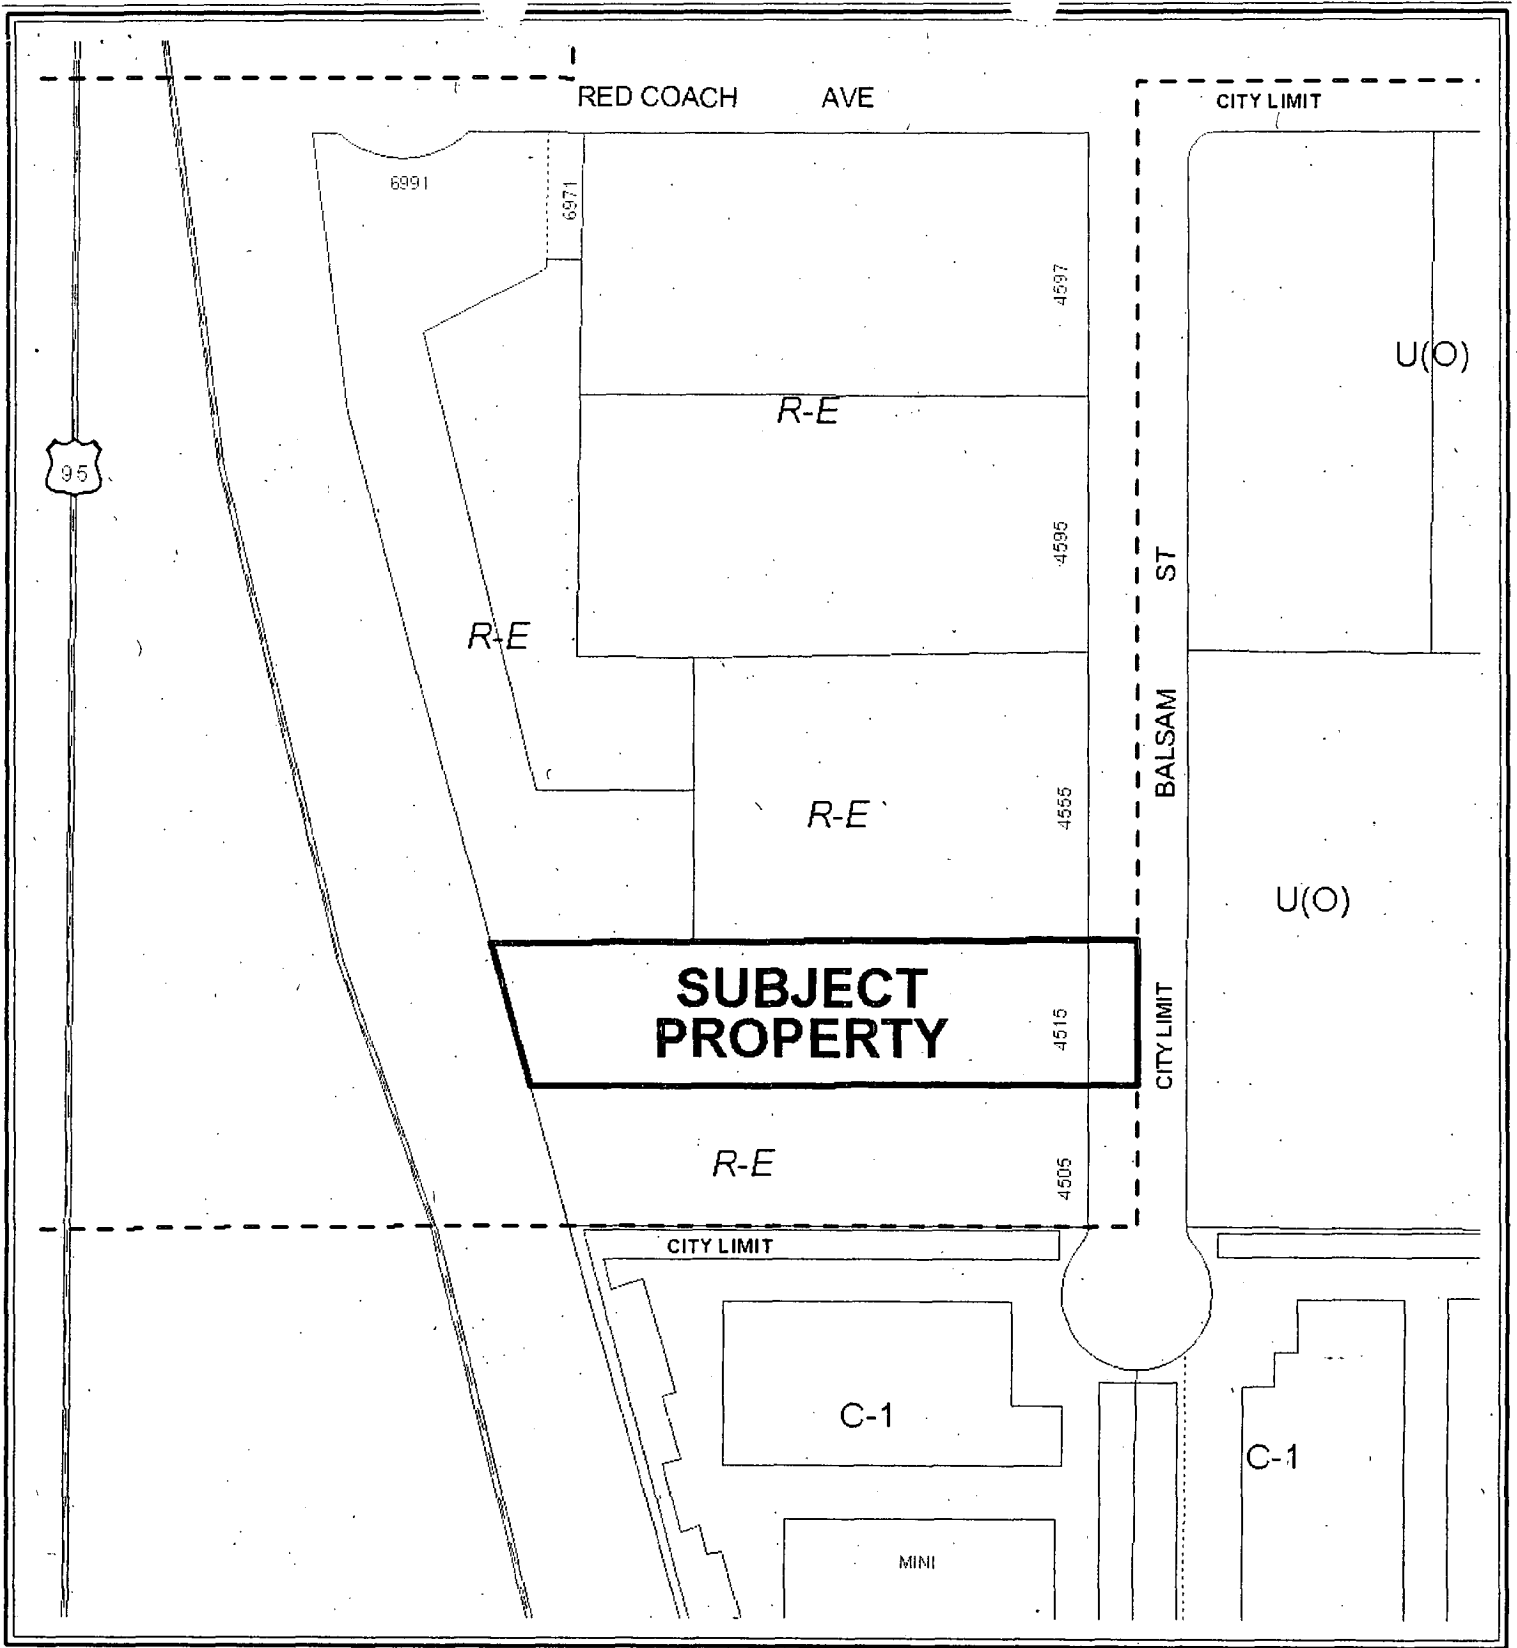 RED COACH AVE
CITY LIMIT
6991
6971
4597
U(O)
R-E
95
4595
BALSAM ST
R-E
R-E
4555
U(O)
SUBJECT
PROPERTY
4515
CITY LIMIT
R-E
4505
CITY LIMIT
C-1
C-1
MINI